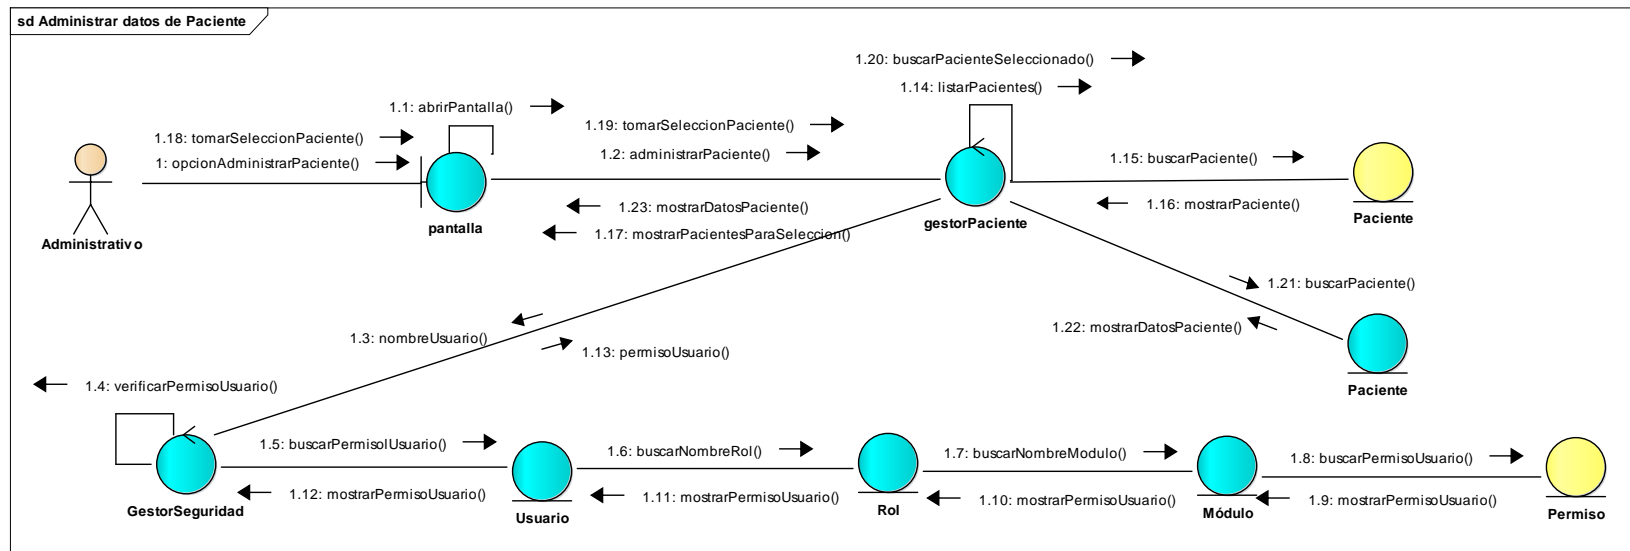 sd Administrar datos de Paciente
1.20: buscarPacienteSeleccionado()
1.14: listarPacientes()
1.1: abrirPantalla()
1.18: tomarSeleccionPaciente()
1.19: tomarSeleccionPaciente()
1: opcionAdministrarPaciente()
1.2: administrarPaciente()
1.15: buscarPaciente()
1.23: mostrarDatosPaciente()
1.16: mostrarPaciente()
Paciente
pantalla
gestorPaciente
1.17: mostrarPacientesParaSeleccion()
Administrativo
1.21: buscarPaciente()
1.22: mostrarDatosPaciente()
1.3: nombreUsuario()
1.13: permisoUsuario()
Paciente
1.4: verificarPermisoUsuario()
1.5: buscarPermisolUsuario()
1.6: buscarNombreRol()
1.7: buscarNombreModulo()
1.8: buscarPermisoUsuario()
1.12: mostrarPermisoUsuario()
1.11: mostrarPermisoUsuario()
1.10: mostrarPermisoUsuario()
1.9: mostrarPermisoUsuario()
GestorSeguridad
Usuario
Rol
Módulo
Permiso